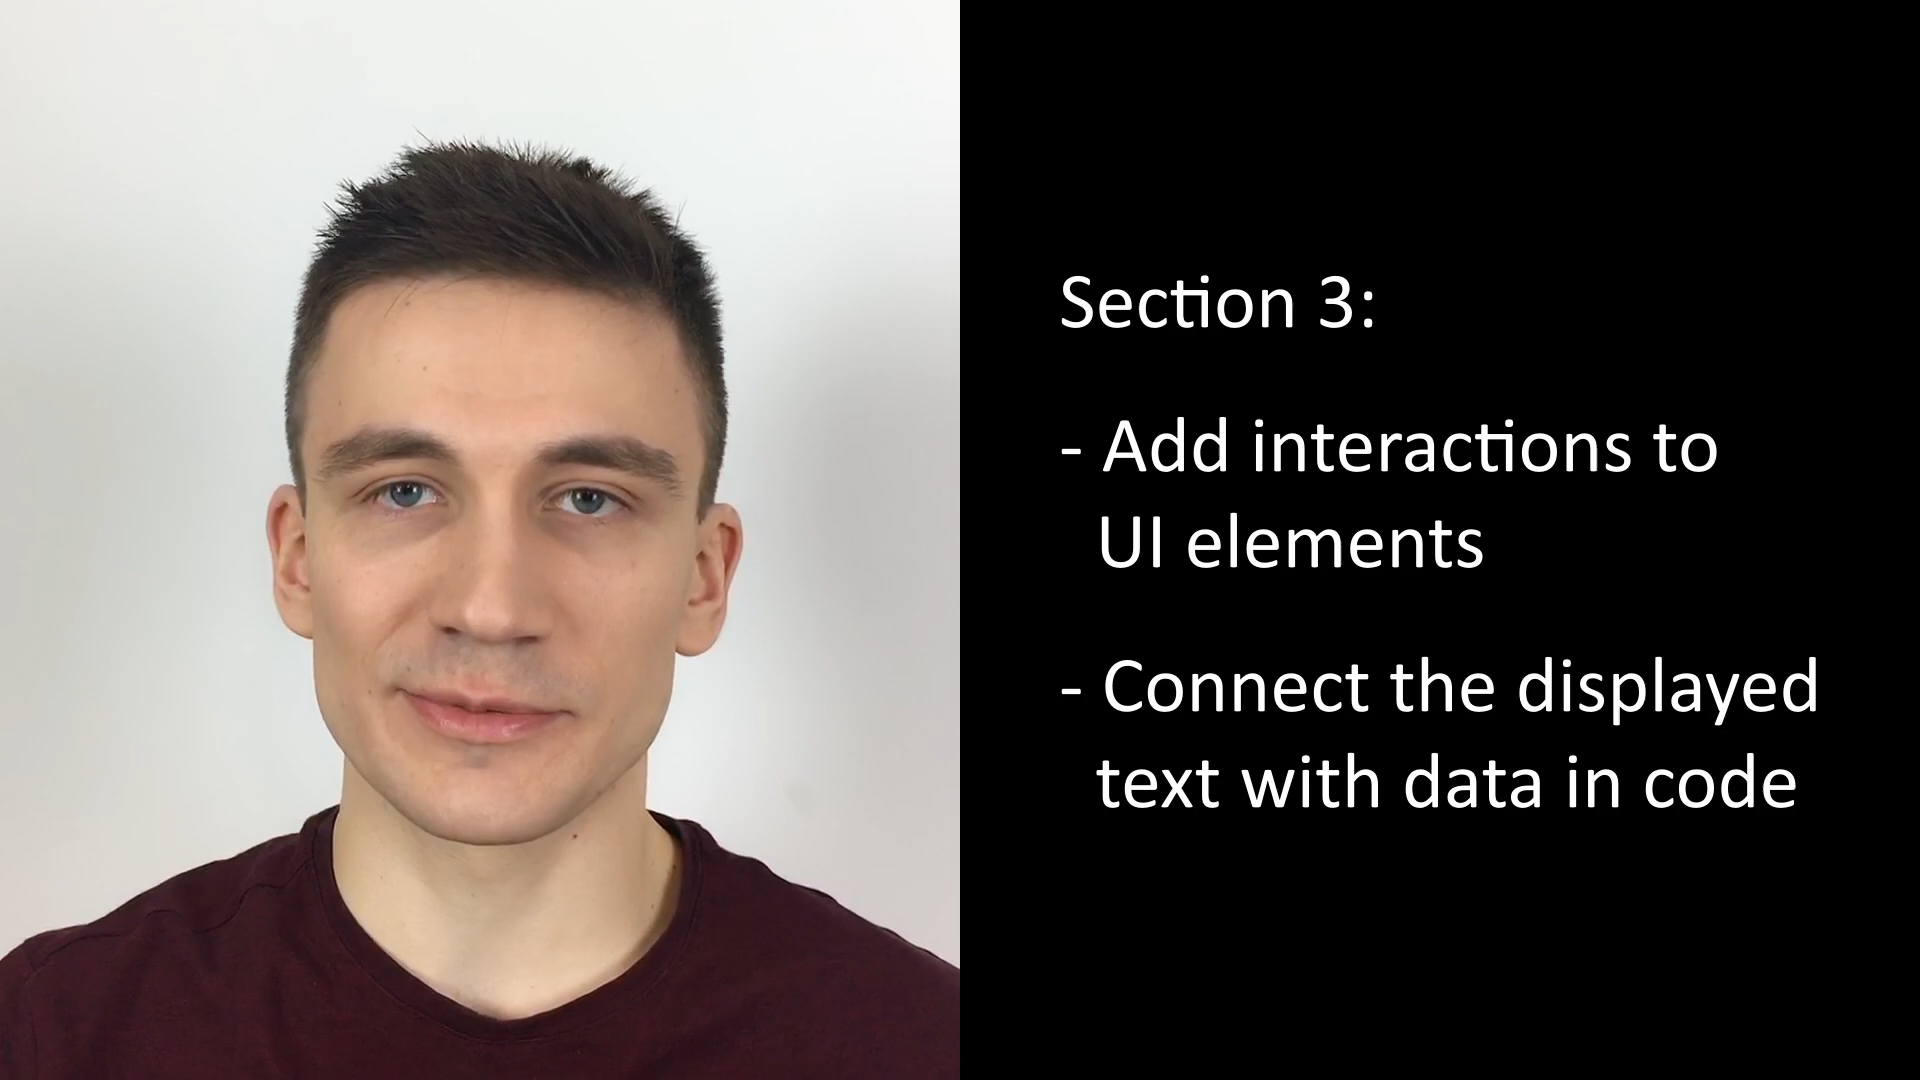 Section 3:
- Add interactions to
UI elements
- Connect the displayed
text with data in code